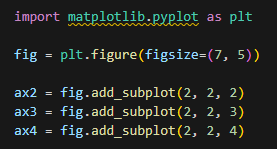 import matplotlib.pyplot as plt
fig = plt.figure(figsize=(7, 5))
ax2 = fig.add_subplot(2, 2, 2)
ax3 = fig.add_subplot(2, 2, 3)
ax4 = fig.add_subplot(2, 2, 4)